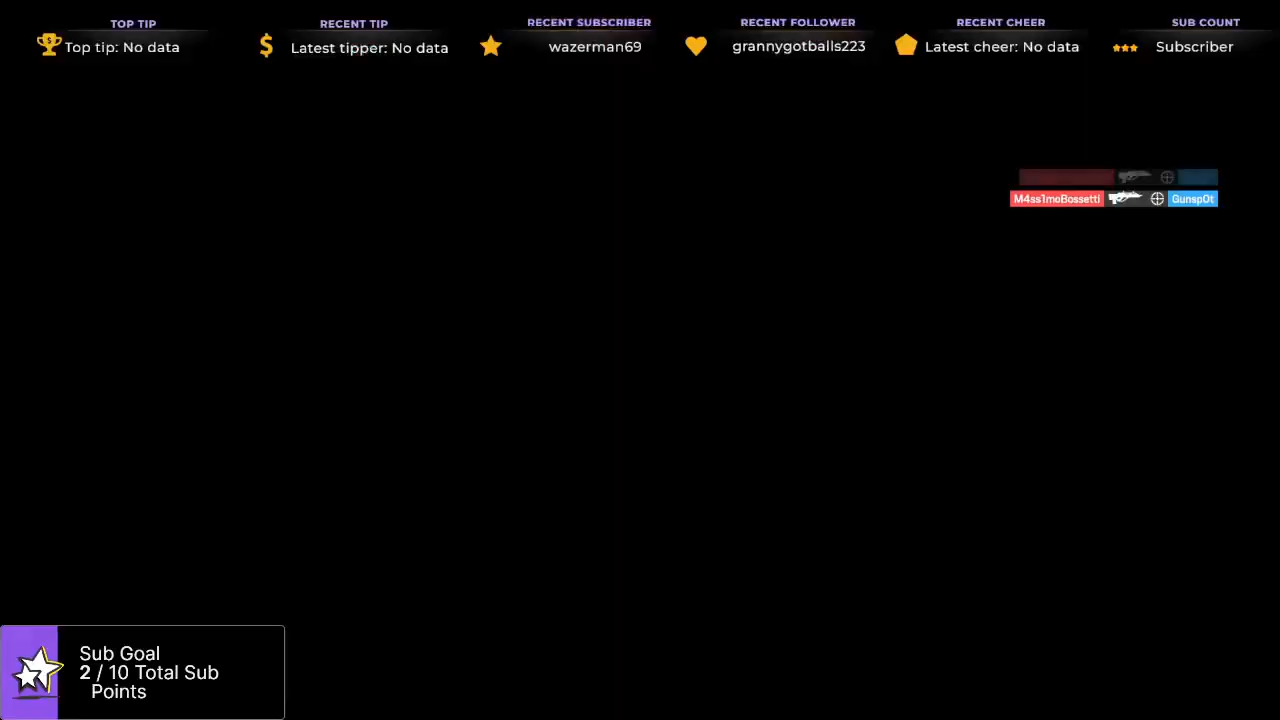 TOP TIP
Top tip: No data
RECENT TIP
Latest tipper: No data
RECENT SUBSCRIBER
wazerman69
RECENT FOLLOWER
grannygotballs223
RECENT CHEER
Latest cheer: No data
SUB COUNT
Subscriber
M4ss1moBossetti GunspOt
Sub Goal
2 / 10 Total Sub
Points